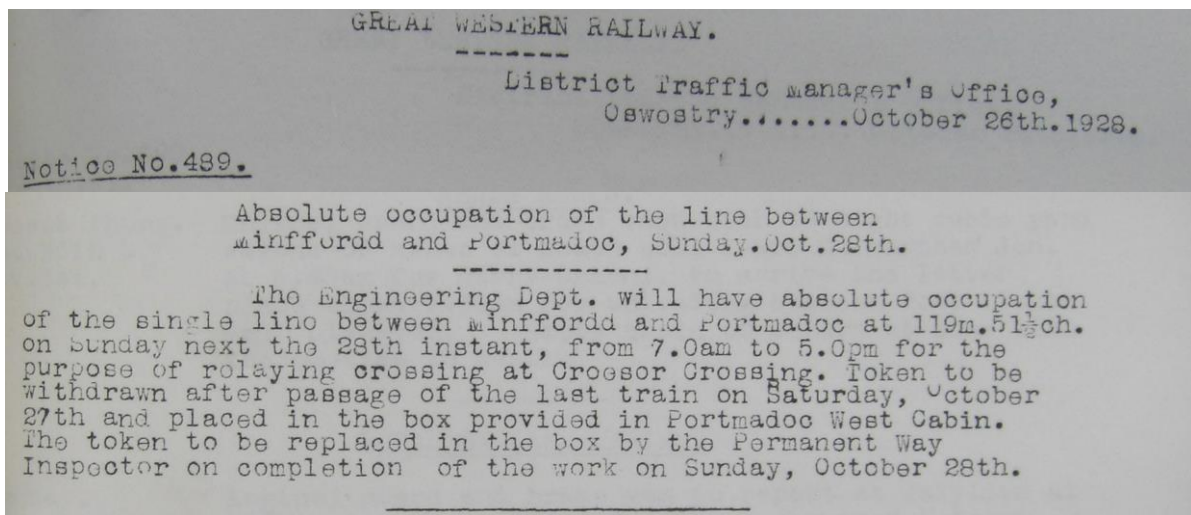 GREAT WESTERN RAILWAY.
District Traffic Manager's Office,
Oswostry.......October 26th.1928.
Notice No.489.
Absolute occupation of the line between
Minffordd and Portmadoc, Sunday.Oct.28th.
The Engineering Dept. will have absolute occupation
of the single line between Minffordd and Portmadoc at 119m.51½ch.
on Sunday next the 28th instant, from 7.0am to 5.0pm for the
purpose of rolaying crossing at Croosor Crossing. Token to be
withdrawn after passage of the last train on Saturday, October
27th and placed in the box provided in Portmadoc West Cabin.
The token to be replaced in the box by the Permanent Way
Inspector on completion of the work on Sunday, October 28th.